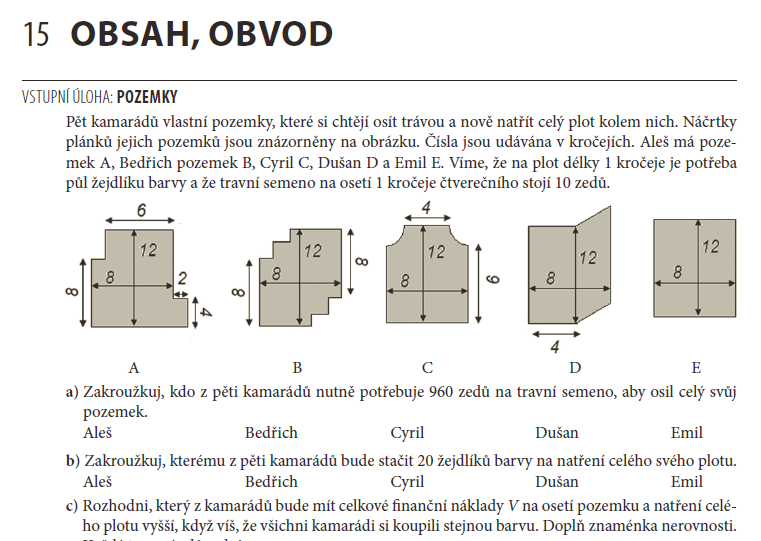 15 OBSAH, OBVOD
VSTUPNÍ ÚLOHA: POZEMKY
Pět kamarádů vlastní pozemky, které si chtějí osít trávou a nově natřít celý plot kolem nich. Náčrtky
plánků jejich pozemků jsou znázorněny na obrázku. Čísla jsou udávána v kročejích. Aleš má poze-
mek A, Bedřich pozemek B, Cyril C, Dušan D a Emil E. Víme, že na plot délky 1 kročeje je potřeba
půl žejdlíku barvy a že travní semeno na osetí 1 kročeje čtverečního stojí 10 zedů.
6 12 8 8 2 4
12 8 8 8
4 12 8 9
12 8 4
12 8
A B C D E
a) Zakroužkuj, kdo z pěti kamarádů nutně potřebuje 960 zedů na travní semeno, aby osil celý svůj
pozemek.
Aleš Bedřich Cyril Dušan Emil
b) Zakroužkuj, kterému z pěti kamarádů bude stačit 20 žejdlíků barvy na natření celého svého plotu.
Aleš Bedřich Cyril Dušan Emil
c) Rozhodni, který z kamarádů bude mít celkové finanční náklady V na osetí pozemku a natření celé-
ho plotu vyšší, když víš, že všichni kamarádi si koupili stejnou barvu. Doplň znaménka nerovnosti.